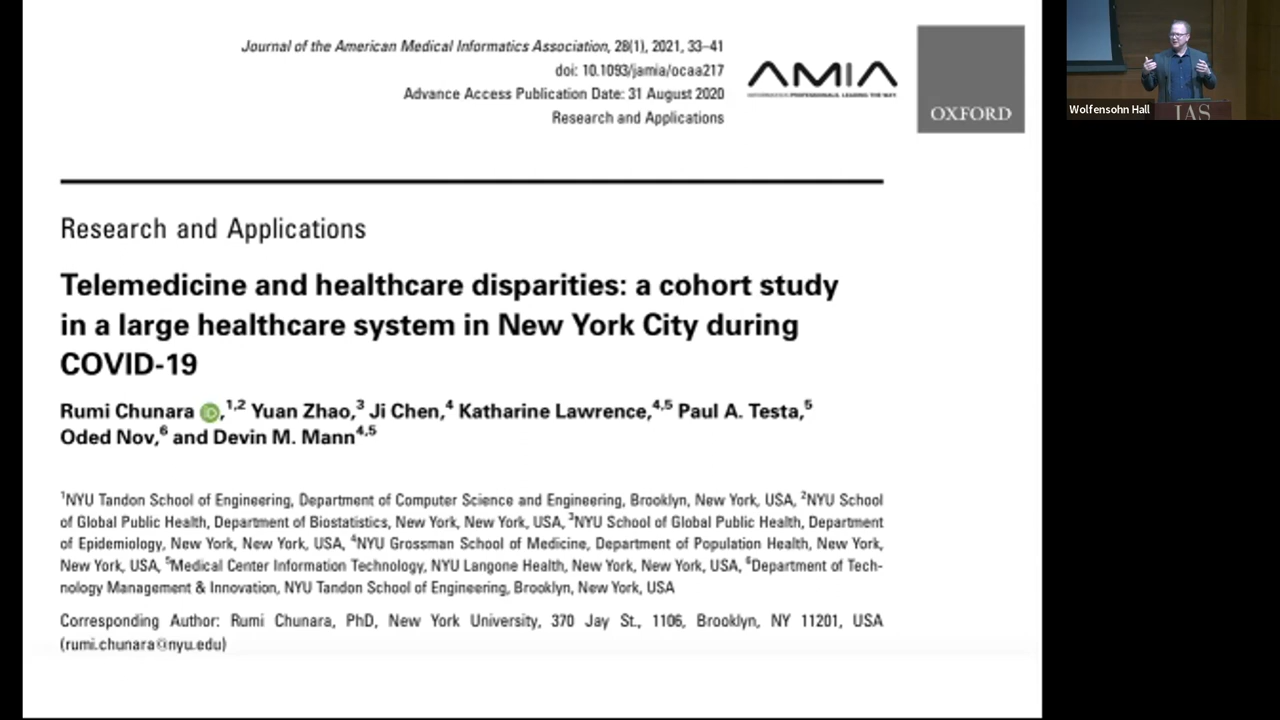 Journal of the American Medical Informatics Association, 28(1), 2021, 33–41
doi: 10.1093/jamia/ocaa217
Advance Access Publication Date: 31 August 2020
Research and Applications
AMIA
INFORMATICS PROFESSIONALS. LEADING THE WAY.
OXFORD
Wolfensohn Hall
IAS
Research and Applications
Telemedicine and healthcare disparities: a cohort study
in a large healthcare system in New York City during
COVID-19
Rumi Chunara iD,1,2 Yuan Zhao,3 Ji Chen,4 Katharine Lawrence,4,5 Paul A. Testa,5
Oded Nov,6 and Devin M. Mann4,5
1NYU Tandon School of Engineering, Department of Computer Science and Engineering, Brooklyn, New York, USA, 2NYU School
of Global Public Health, Department of Biostatistics, New York, New York, USA, 3NYU School of Global Public Health, Department
of Epidemiology, New York, New York, USA, 4NYU Grossman School of Medicine, Department of Population Health, New York,
New York, USA, 5Medical Center Information Technology, NYU Langone Health, New York, New York, USA, 6Department of Tech-
nology Management & Innovation, NYU Tandon School of Engineering, Brooklyn, New York, USA
Corresponding Author: Rumi Chunara, PhD, New York University, 370 Jay St., 1106, Brooklyn, NY 11201, USA
(rumi.chunara@nyu.edu)